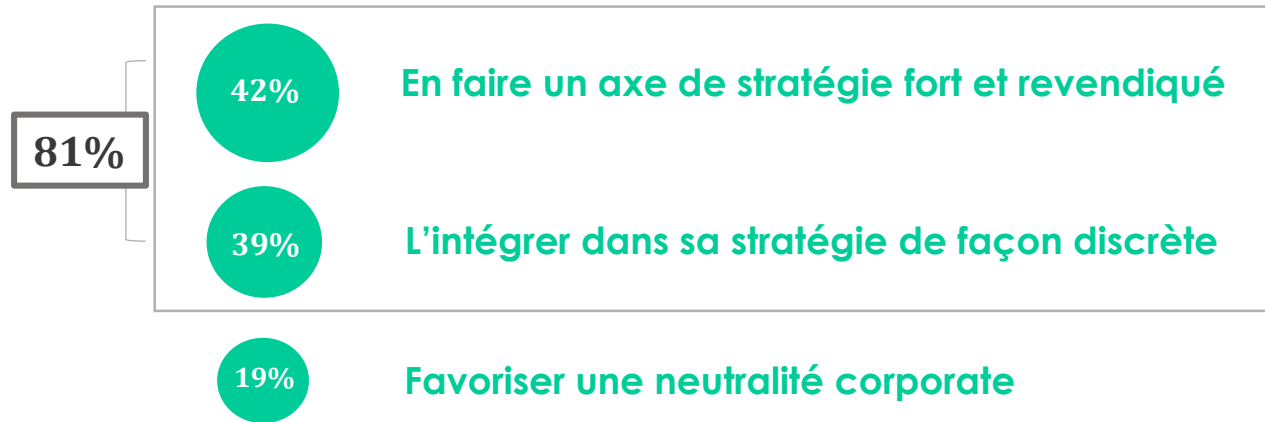 42% En faire un axe de stratégie fort et revendiqué
81%
39% L'intégrer dans sa stratégie de façon discrète
19% Favoriser une neutralité corporate